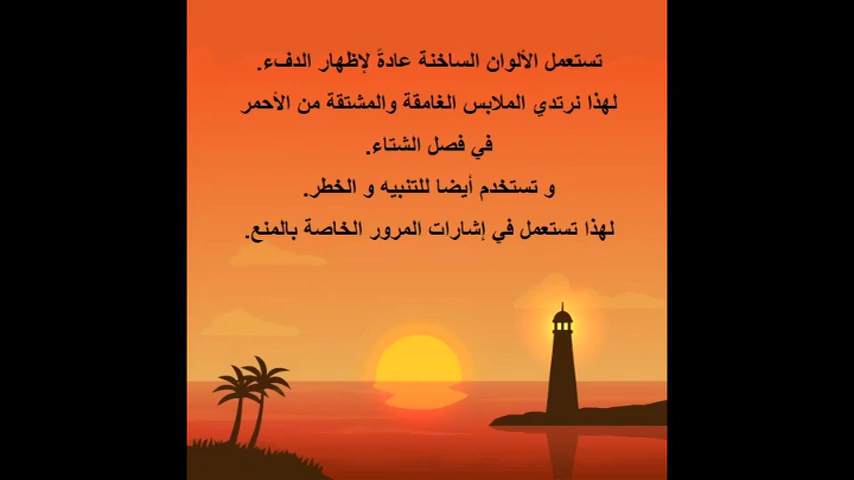 تستعمل الألوان الساخنة عادةً لإظهار الدفء.
لهذا نرتدي الملابس الغامقة والمشتقة من الأحمر
في فصل الشتاء.
و تستخدم أيضا للتنبيه و الخطر.
لهذا تستعمل في إشارات المرور الخاصة بالمنع.